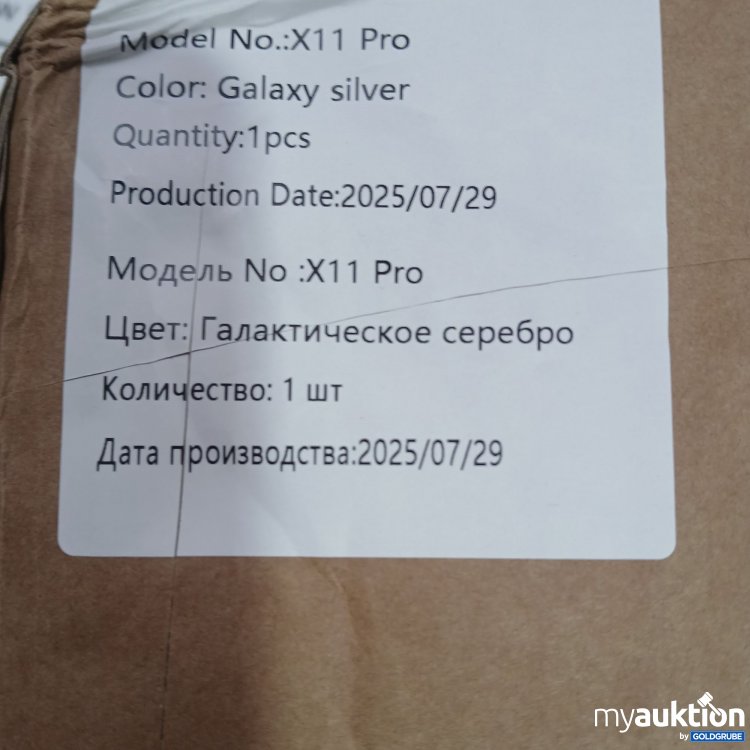 Model No.:X11 Pro
Color: Galaxy silver
Quantity:1pcs
Production Date:2025/07/29
Модель No :X11 Pro
Цвет: Галактическое серебро
Количество: 1 шт
Дата производства:2025/07/29
myauktion
by GOLDGRUBE